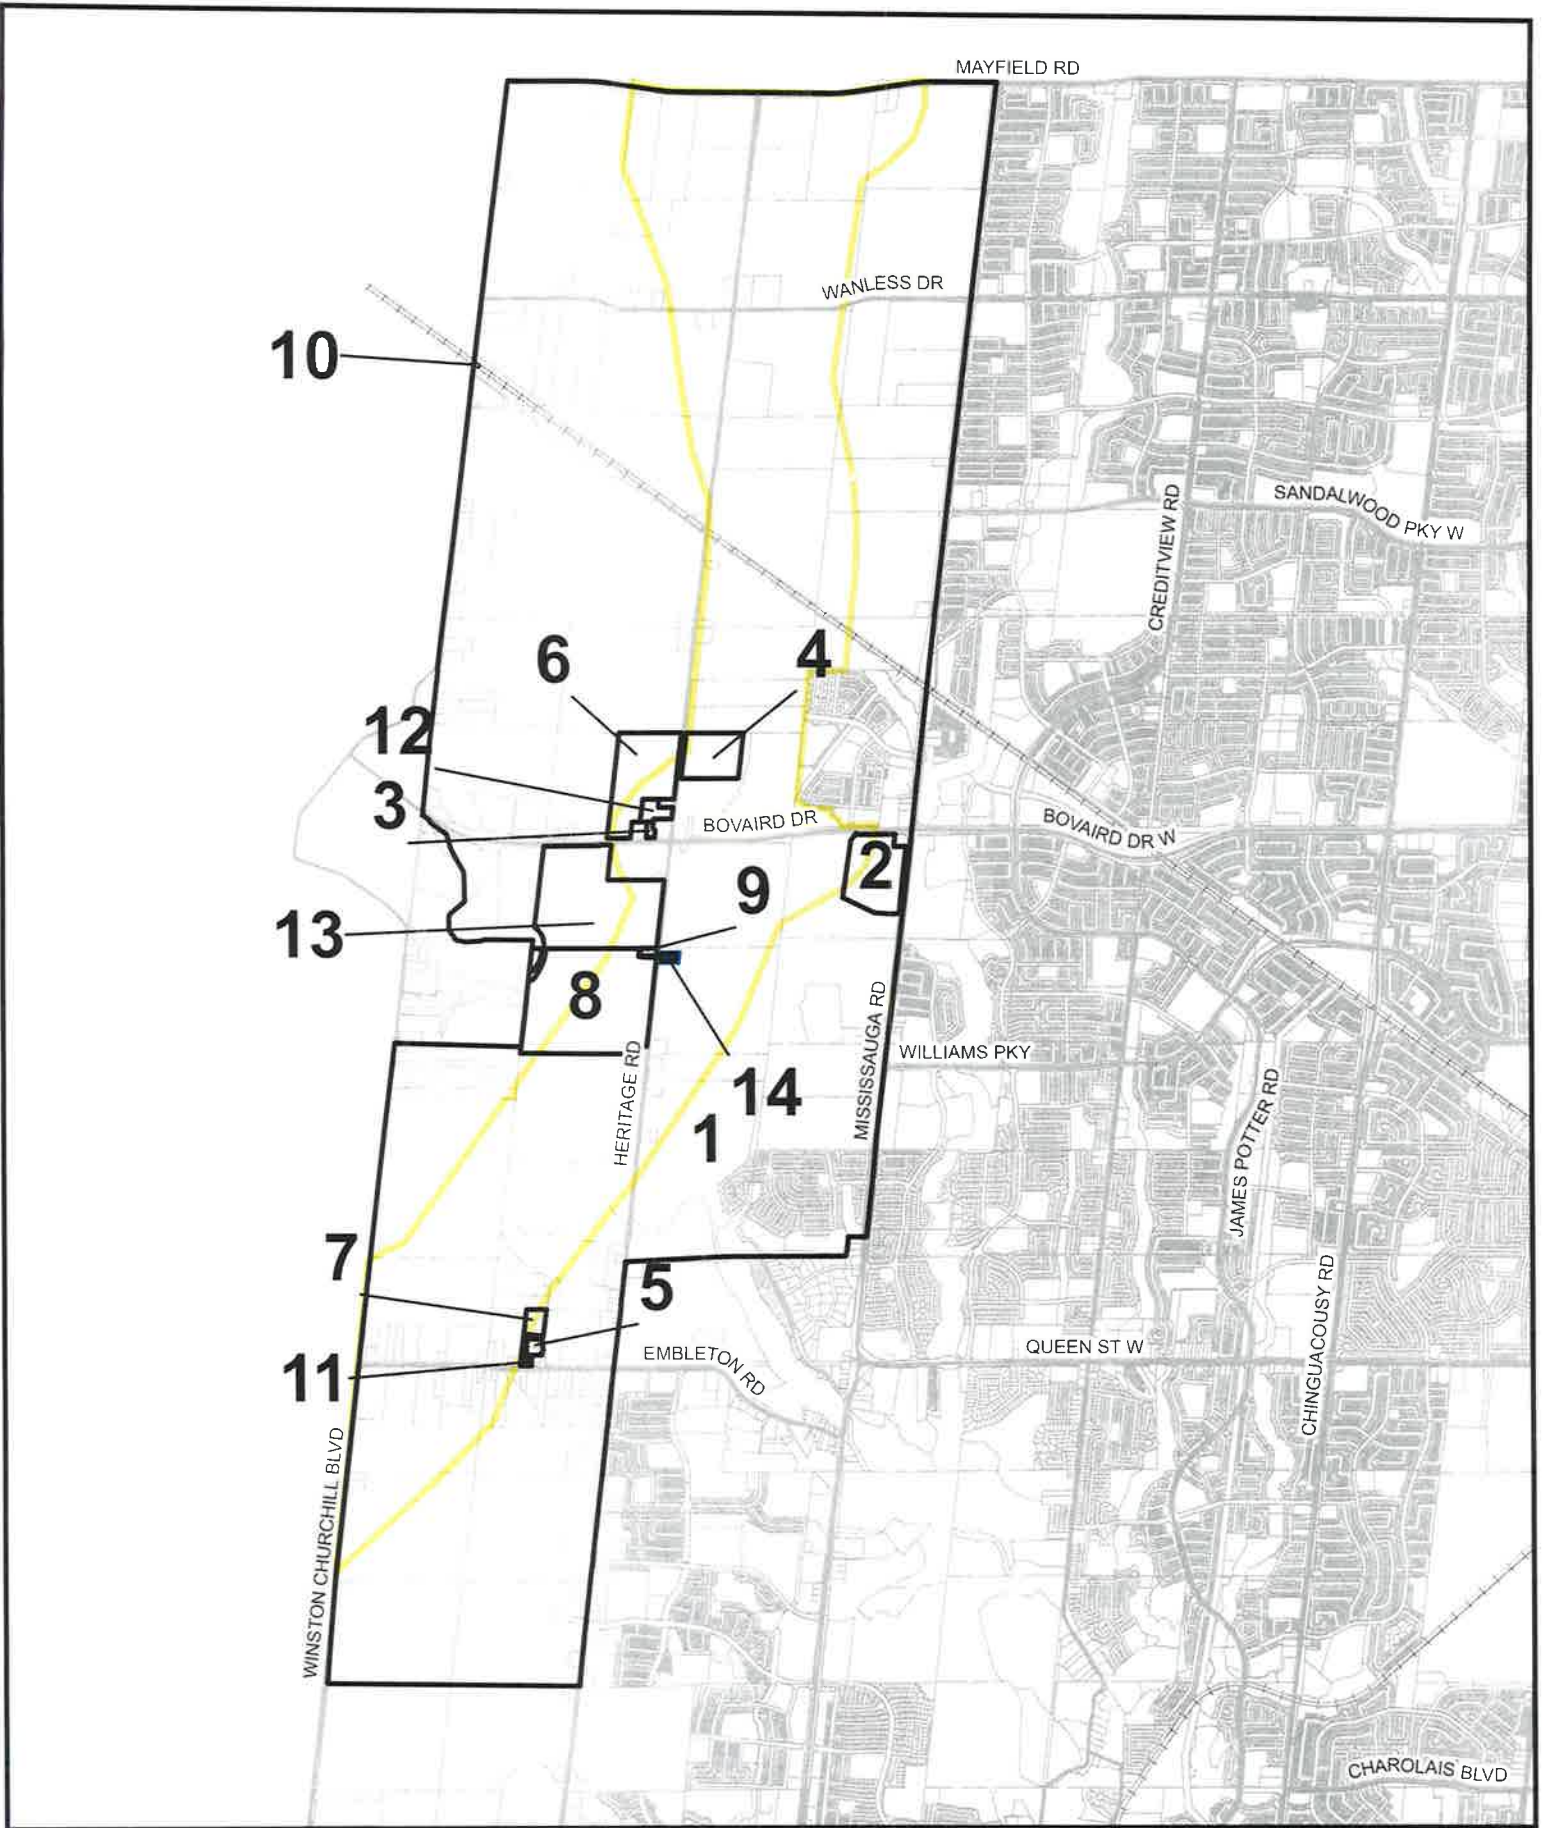 MAYFIELD RD
WANLESS DR
10
SANDALWOOD PKY W
CREDITVIEW RD
6
4
12
3
BOVAIRD DR
BOVAIRD DR W
2
9
13
8
HERITAGE RD
MISSISSAUGA RD
WILLIAMS PKY
14
1
JAMES POTTER RD
7
5
EMBLETON RD
QUEEN ST W
11
CHINGUACOUSY RD
WINSTON CHURCHILL BLVD
CHAROLAIS BLVD